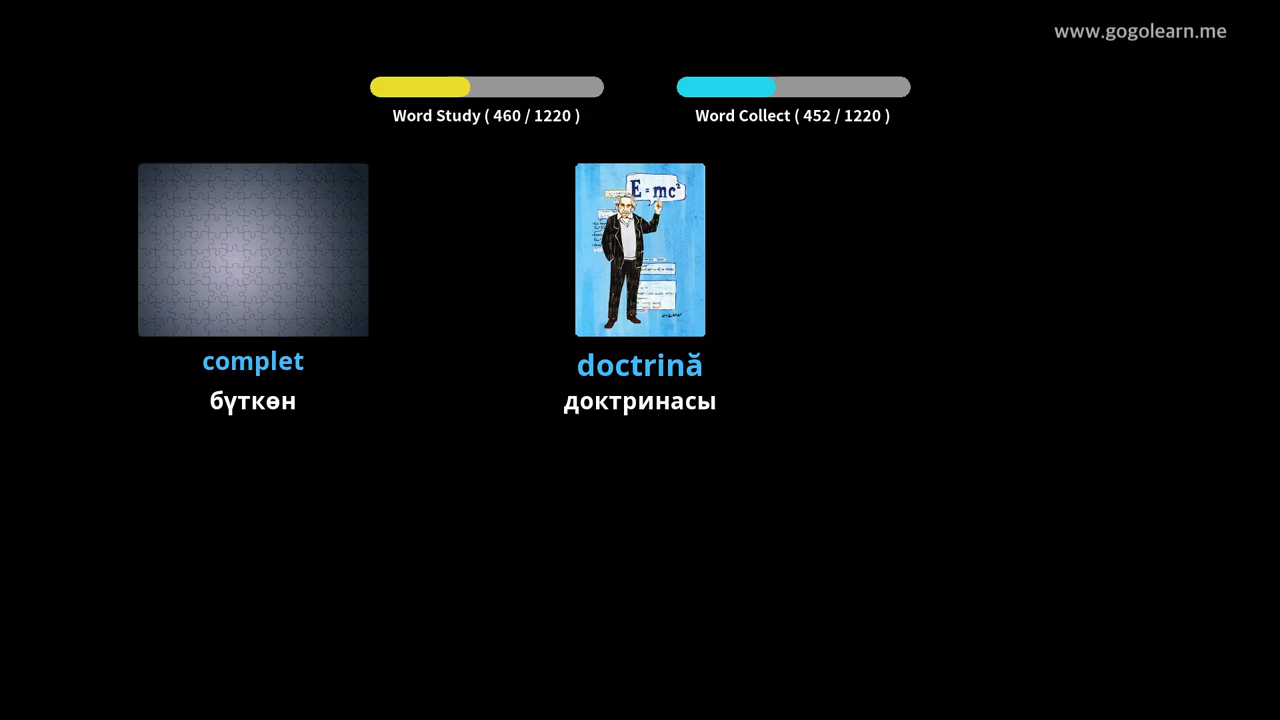 www.gogolearn.me
Word Study ( 460 / 1220 )
Word Collect ( 452 / 1220 )
E = mc²
complet
doctrină
бүткөн
доктринасы